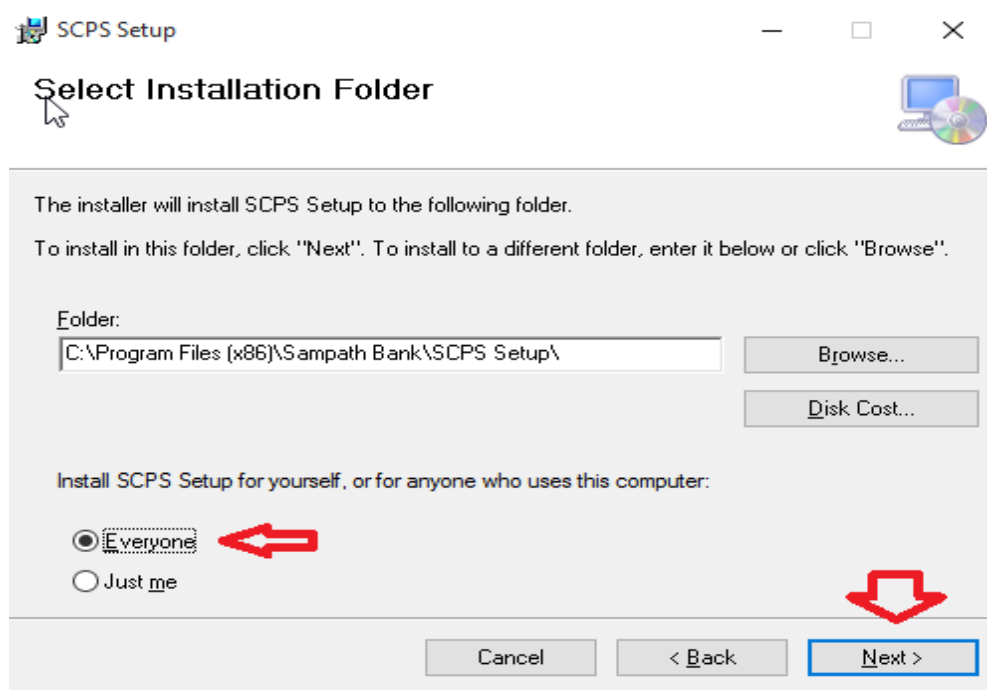 SCPS Setup
Select Installation Folder
The installer will install SCPS Setup to the following folder.
To install in this folder, click "Next". To install to a different folder, enter it below or click "Browse".
Folder:
C:\Program Files (x86)\Sampath Bank\SCPS Setup\
Browse...
Disk Cost...
Install SCPS Setup for yourself, or for anyone who uses this computer:
Everyone
Just me
Cancel < Back Next >